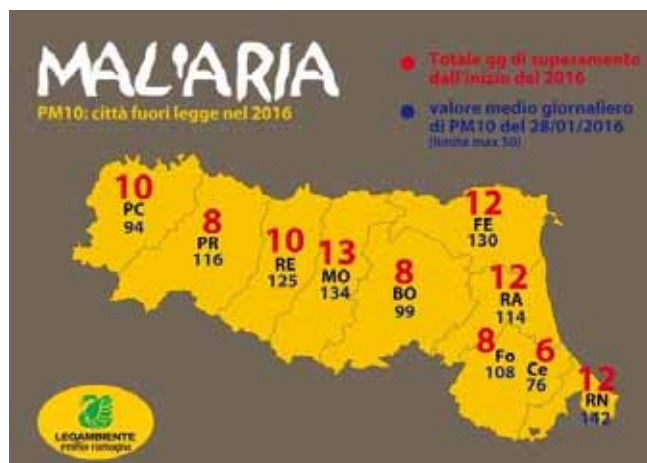 MAL'ARIA
PM10: città fuori legge nel 2016
Totale gg di superamento
dall'inizio del 2016
valore medio giornaliero
di PM10 del 28/01/2016
(limite max 50)
10
PC
94
8
PR
116
10
RE
125
13
MO
134
8
BO
99
12
FE
130
12
RA
114
8
Fo
108
6
Ce
76
12
RN
142
LEGAMBIENTE
emilia romagna